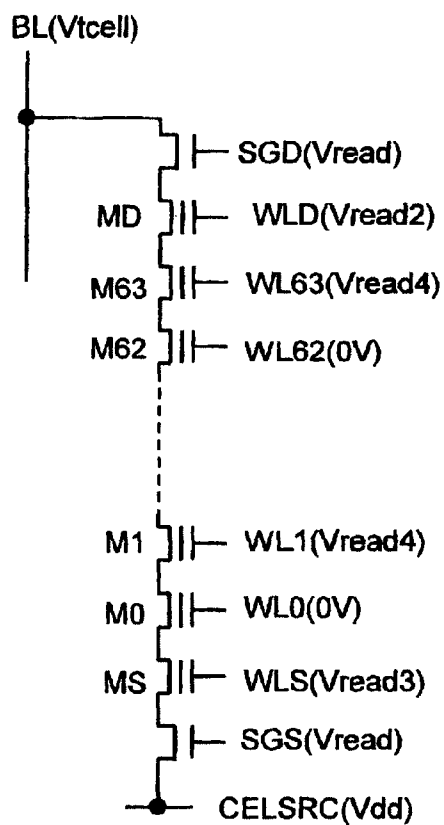 BL(Vtcell)
SGD(Vread)
MD WLD(Vread2)
M63 WL63(Vread4)
M62 WL62(0V)
M1 WL1(Vread4)
M0 WL0(0V)
MS WLS(Vread3)
SGS(Vread)
CELSRC(Vdd)